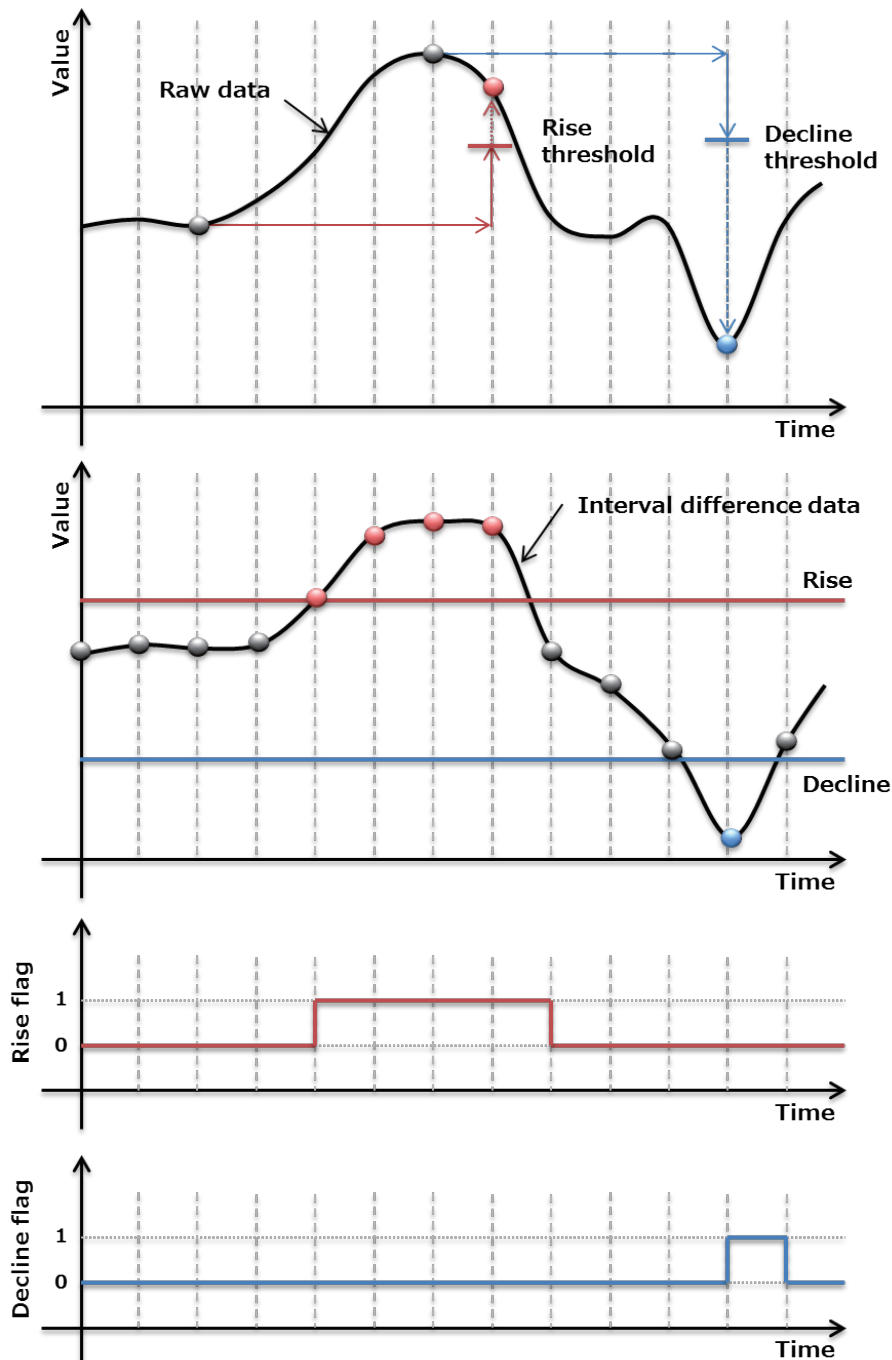 Value
Raw data
Rise
threshold
Decline
threshold
Time
Value
Interval difference data
Rise
Decline
Time
Rise flag
1
0
Time
Decline flag
1
0
Time